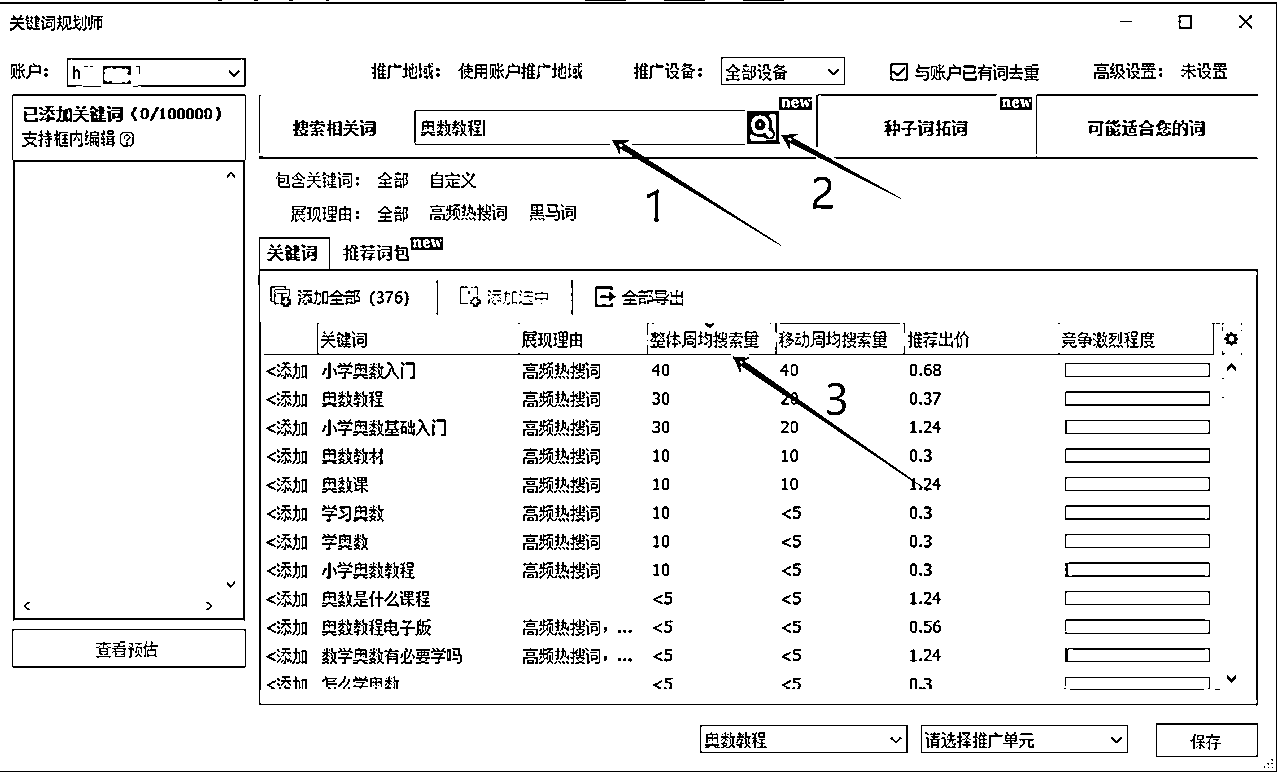 关键词规划师
账户： h
推广地域： 使用账户推广地域 推广设备： 全部设备 与账户已有词去重 高级设置： 未设置
已添加关键词（0/100000）
支持框内编辑
搜索相关词 奥数教程 new
种子词拓词 new
可能适合您的词
1
2
包含关键词： 全部 自定义
展现理由： 全部 高频热搜词 黑马词
关键词 推荐词包 new
添加全部 (376) 添加选中 全部导出
关键词 展现理由 整体周均搜索量 移动周均搜索量 推荐出价 竞争激烈程度
<添加 小学奥数入门 高频热搜词 40 40 0.68
3
<添加 奥数教程 高频热搜词 30 20 0.37
<添加 小学奥数基础入门 高频热搜词 30 20 1.24
<添加 奥数教材 高频热搜词 10 10 0.3
<添加 奥数课 高频热搜词 10 10 1.24
<添加 学习奥数 高频热搜词 10 <5 0.3
<添加 学奥数 高频热搜词 10 <5 0.3
<添加 小学奥数教程 高频热搜词 10 <5 0.3
<添加 奥数是什么课程 <5 <5 1.24
<添加 奥数教程电子版 高频热搜词，... <5 <5 0.56
<添加 数学奥数有必要学吗 高频热搜词，... <5 <5 1.24
<添加 怎么学奥数 <5 <5 0.3
查看预估
奥数教程 请选择推广单元 保存